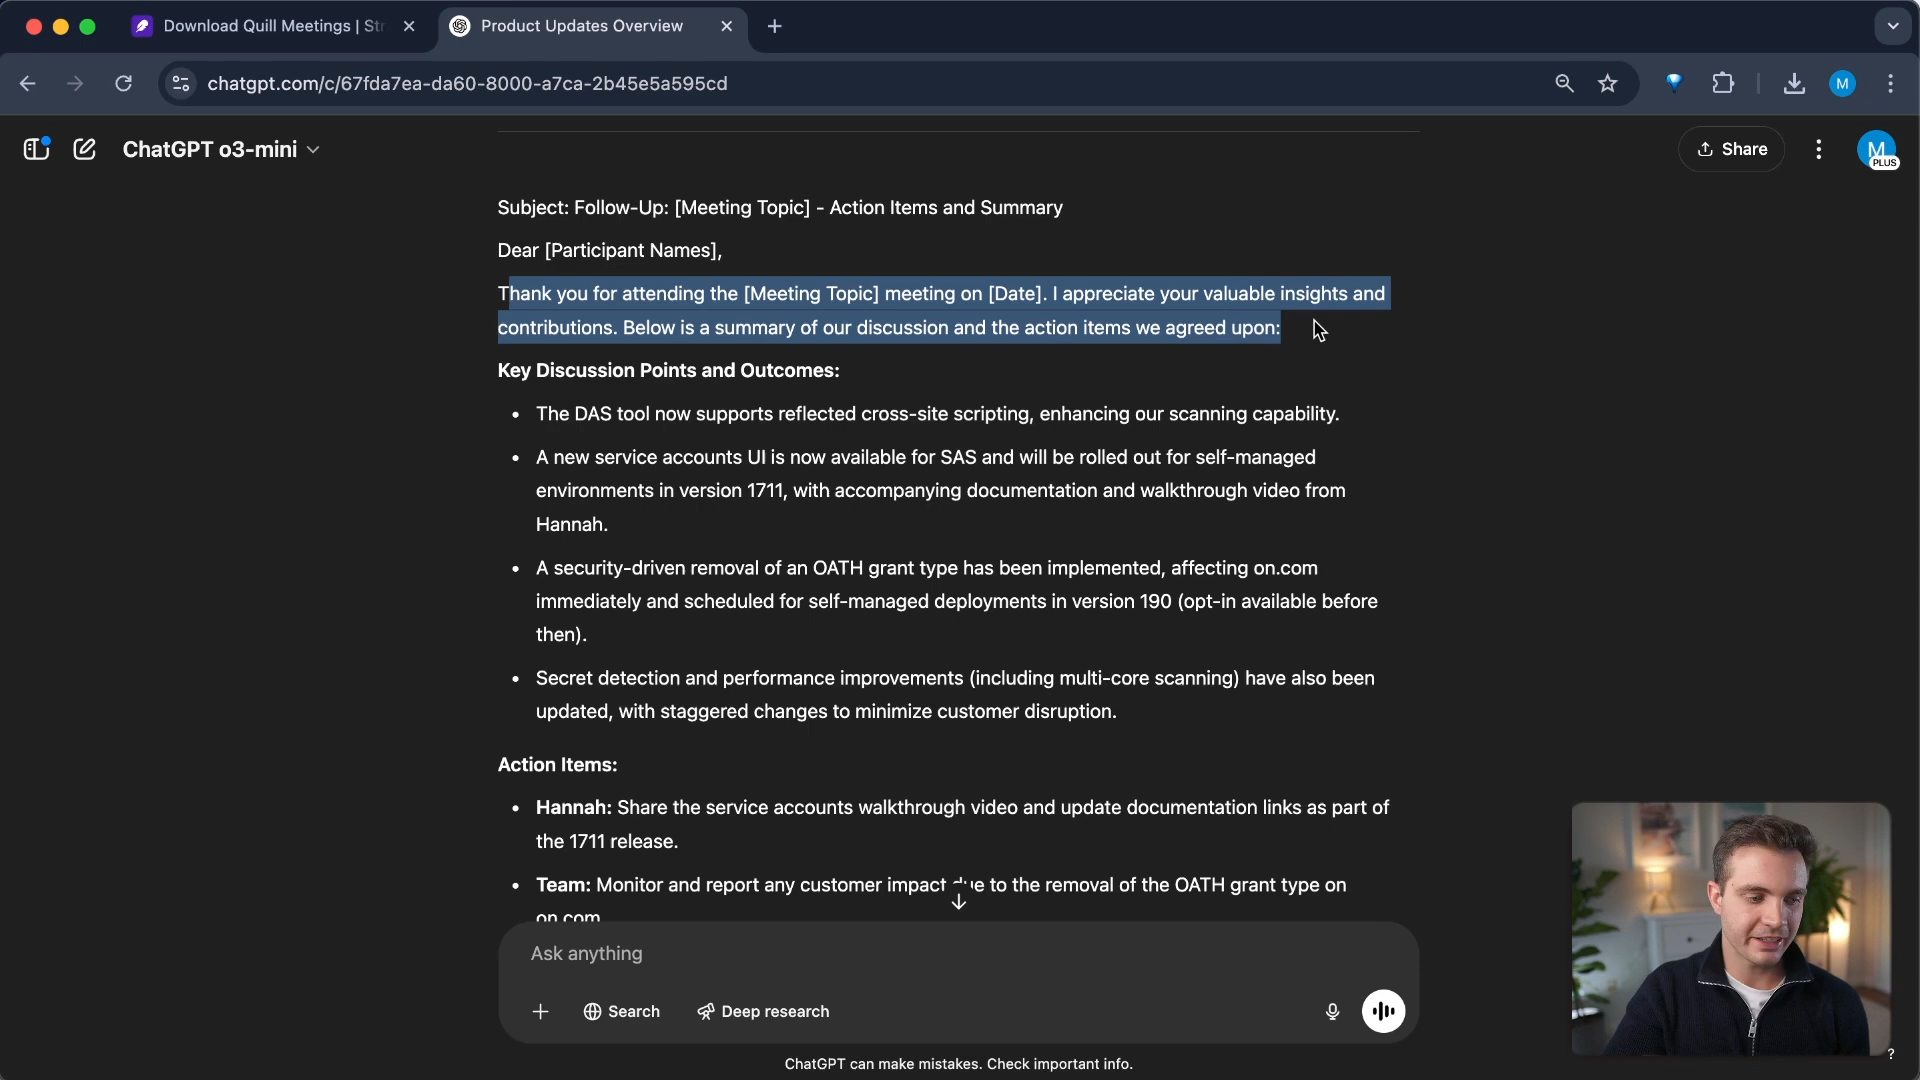 Download Quill Meetings | Str
Product Updates Overview
chatgpt.com/c/67fda7ea-da60-8000-a7ca-2b45e5a595cd
M
ChatGPT o3-mini
Share
M
PLUS
Subject: Follow-Up: [Meeting Topic] - Action Items and Summary
Dear [Participant Names],
Thank you for attending the [Meeting Topic] meeting on [Date]. I appreciate your valuable insights and
contributions. Below is a summary of our discussion and the action items we agreed upon:
Key Discussion Points and Outcomes:
• The DAS tool now supports reflected cross-site scripting, enhancing our scanning capability.
• A new service accounts UI is now available for SAS and will be rolled out for self-managed
environments in version 1711, with accompanying documentation and walkthrough video from
Hannah.
• A security-driven removal of an OATH grant type has been implemented, affecting on.com
immediately and scheduled for self-managed deployments in version 190 (opt-in available before
then).
• Secret detection and performance improvements (including multi-core scanning) have also been
updated, with staggered changes to minimize customer disruption.
Action Items:
• Hannah: Share the service accounts walkthrough video and update documentation links as part of
the 1711 release.
• Team: Monitor and report any customer impact due to the removal of the OATH grant type on
on.com
Ask anything
Search
Deep research
ChatGPT can make mistakes. Check important info.
?